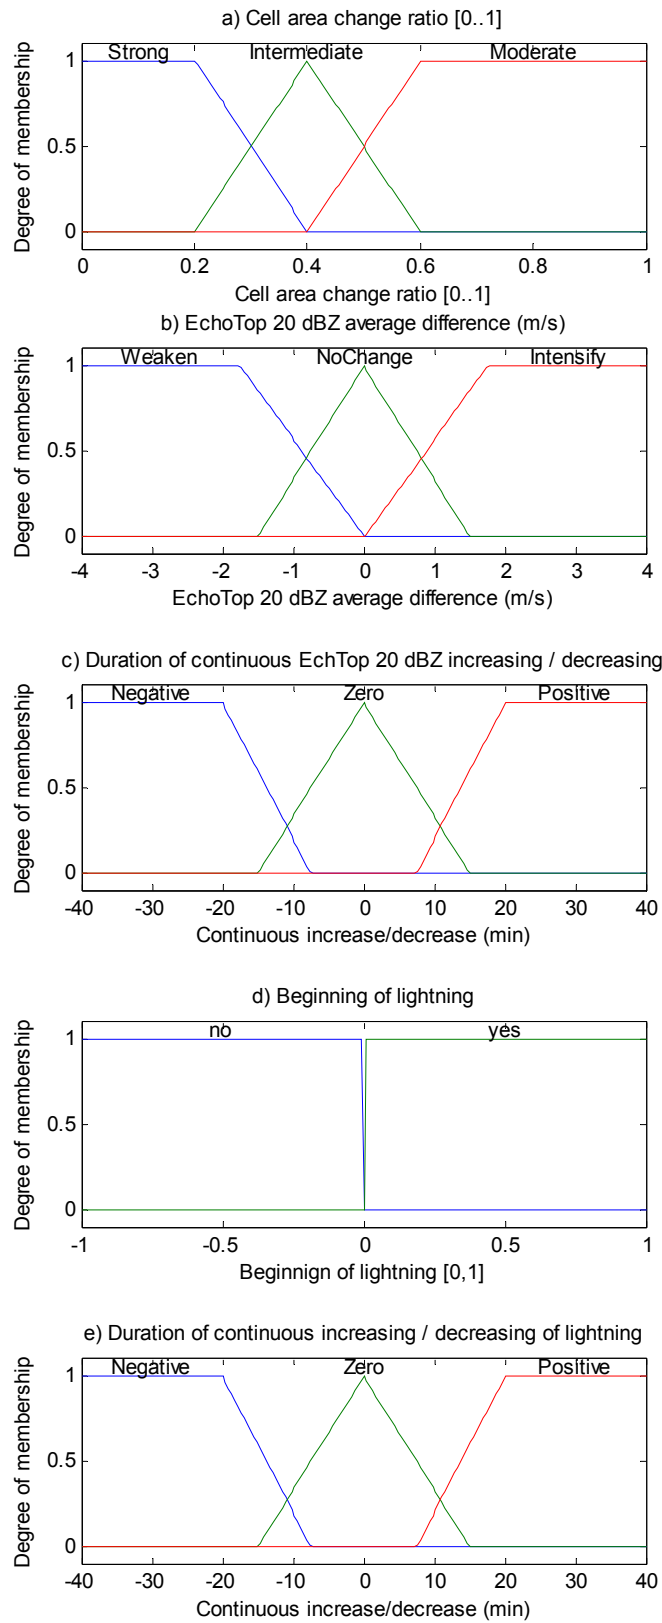 a) Cell area change ratio [0..1]
Strong Intermediate Moderate
1
0.5
0
Degree of membership
0 0.2 0.4 0.6 0.8 1
Cell area change ratio [0..1]
b) EchoTop 20 dBZ average difference (m/s)
Weaken NoChange Intensify
1
0.5
0
Degree of membership
-4 -3 -2 -1 0 1 2 3 4
EchoTop 20 dBZ average difference (m/s)
c) Duration of continuous EchTop 20 dBZ increasing / decreasing
Negative Zero Positive
1
0.5
0
Degree of membership
-40 -30 -20 -10 0 10 20 30 40
Continuous increase/decrease (min)
d) Beginning of lightning
no yes
1
0.5
0
Degree of membership
-1 -0.5 0 0.5 1
Beginnign of lightning [0,1]
e) Duration of continuous increasing / decreasing of lightning
Negative Zero Positive
1
0.5
0
Degree of membership
-40 -30 -20 -10 0 10 20 30 40
Continuous increase/decrease (min)